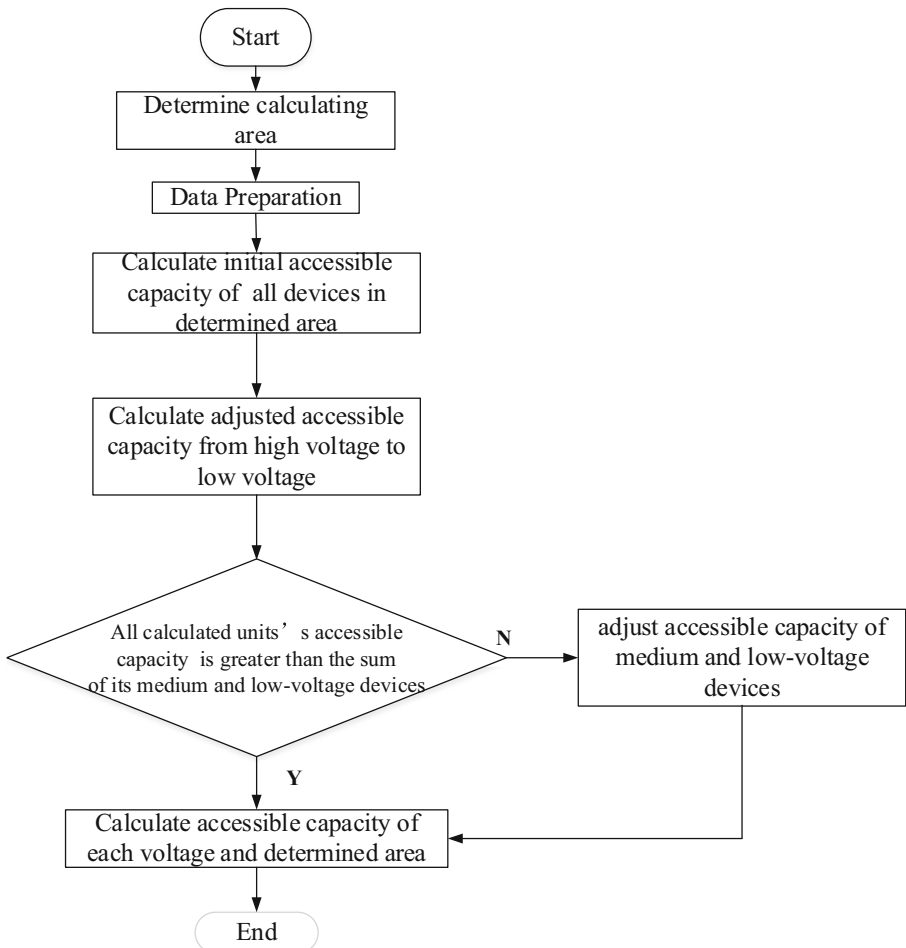 Start
Determine calculating
area
Data Preparation
Calculate initial accessible
capacity of all devices in
determined area
Calculate adjusted accessible
capacity from high voltage to
low voltage
All calculated units’s accessible
capacity is greater than the sum
of its medium and low-voltage devices
N
adjust accessible capacity of
medium and low-voltage
devices
Y
Calculate accessible capacity of
each voltage and determined area
End